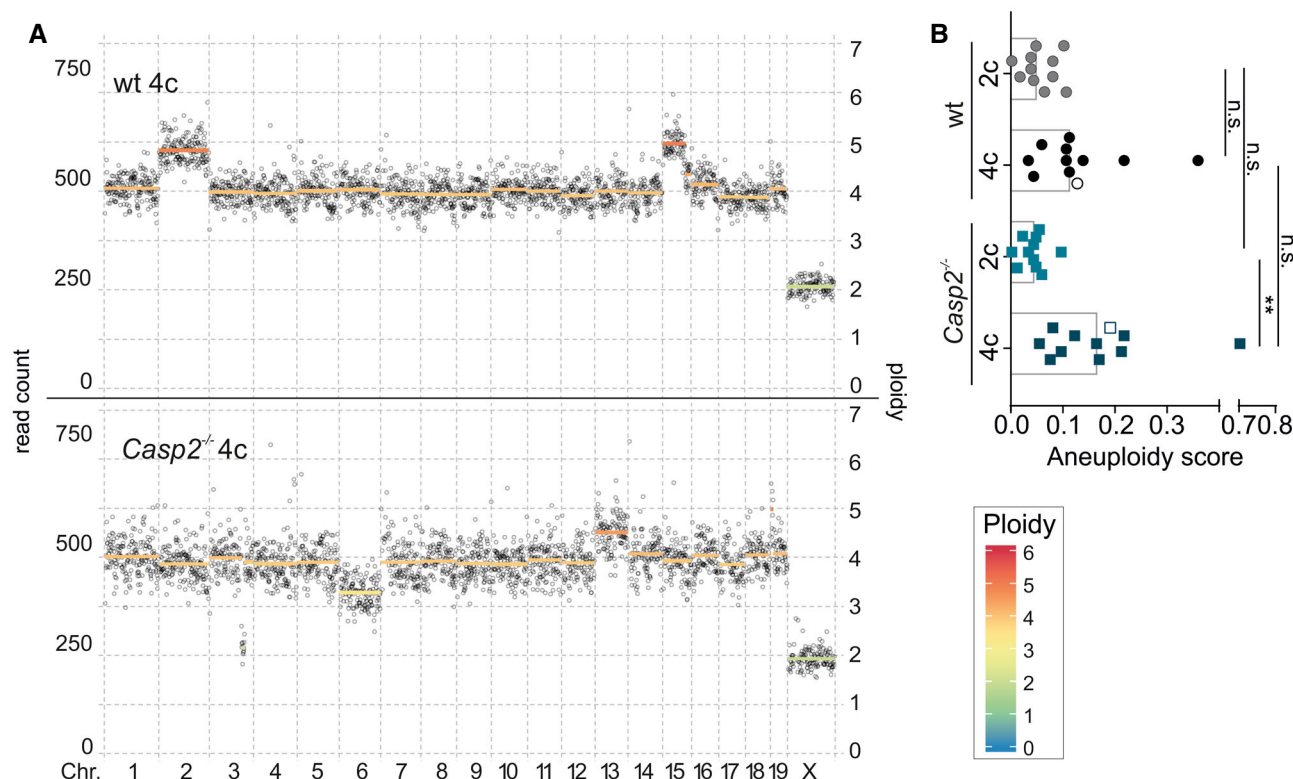 A
wt 4c
750
500
250
0
7
6
5
4
3
2
1
0
read count
ploidy
Casp2-/- 4c
750
500
250
0
7
6
5
4
3
2
1
0
Chr. 1 2 3 4 5 6 7 8 9 10 11 12 13 14 15 16 17 18 19 X
B
wt
2c
4c
Casp2-/-
2c
4c
n.s.
n.s
n.s.
**
0.0 0.1 0.2 0.3 0.7 0.8
Aneuploidy score
Ploidy
6
5
4
3
2
1
0